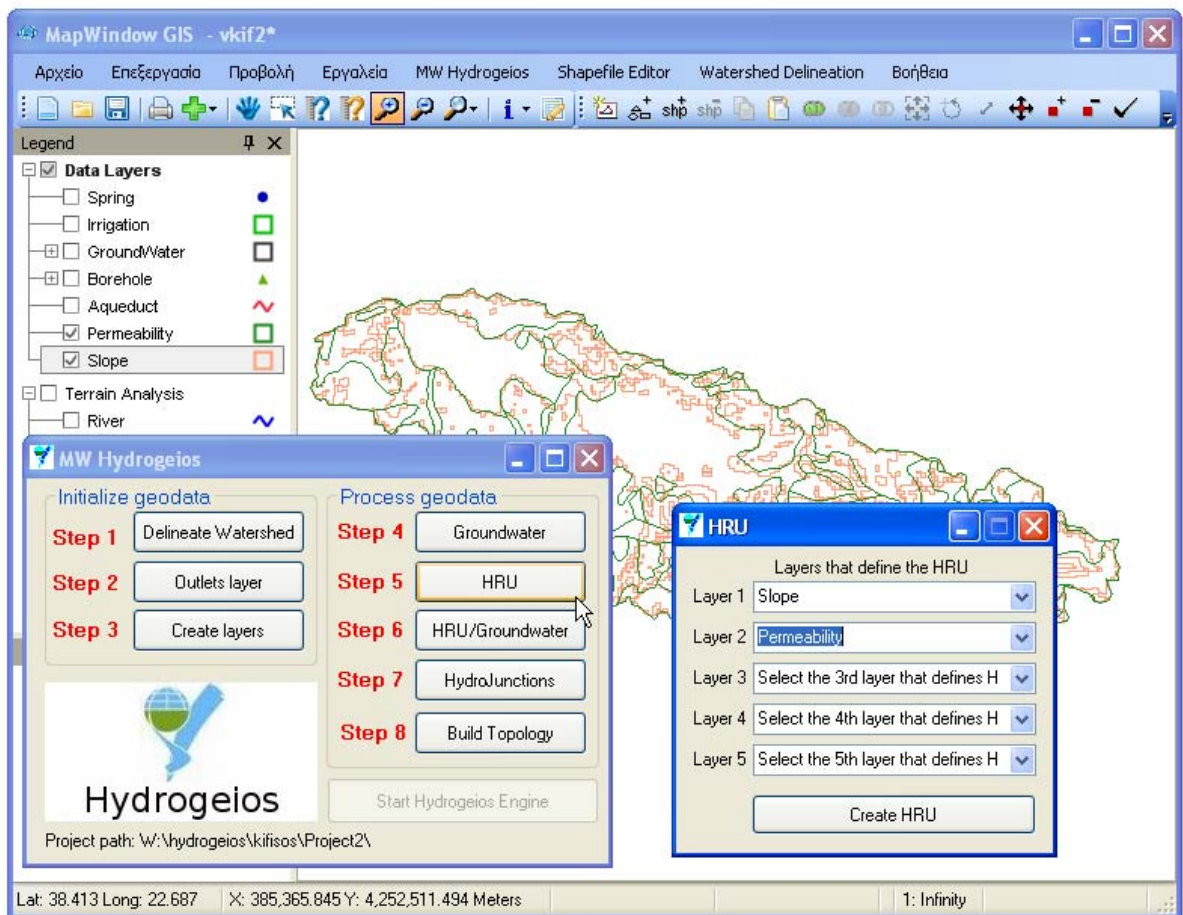 MapWindow GIS - vkif2*
Αρχείο Επεξεργασία Προβολή Εργαλεία MW Hydrogeios Shapefile Editor Watershed Delineation Βοήθεια
shp shp
Legend
Data Layers
Spring
Irrigation
GroundWater
Borehole
Aqueduct
Permeability
Slope
Terrain Analysis
River
MW Hydrogeios
Initialize geodata
Step 1 Delineate Watershed
Step 2 Outlets layer
Step 3 Create layers
Process geodata
Step 4 Groundwater
Step 5 HRU
Step 6 HRU/Groundwater
Step 7 HydroJunctions
Step 8 Build Topology
Hydrogeios
Start Hydrogeios Engine
Project path: W:\hydrogeios\kifisos\Project2\
HRU
Layers that define the HRU
Layer 1 Slope
Layer 2 Permeability
Layer 3 Select the 3rd layer that defines H
Layer 4 Select the 4th layer that defines H
Layer 5 Select the 5th layer that defines H
Create HRU
Lat: 38.413 Long: 22.687 X: 385,365.845 Y: 4,252,511.494 Meters 1: Infinity